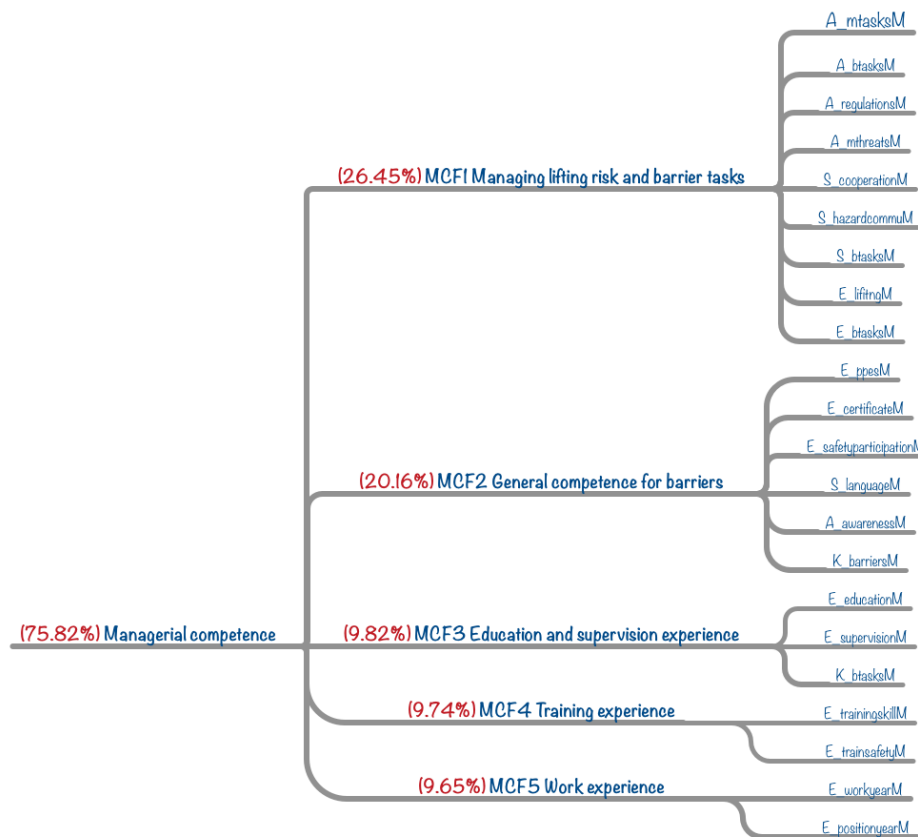 A_mtasksM
A_btasksM
A_regulationsM
A_mthreatsM
(26.45%) MCF1 Managing lifting risk and barrier tasks
S_cooperationM
S_hazardcommuM
S_btasksM
E_lifitngM
E_btasksM
E_ppesM
E_certificateM
E_safetyparticipationM
(20.16%) MCF2 General competence for barriers
S_languageM
A_awarenessM
K_barriersM
E_educationM
(75.82%) Managerial competence
(9.82%) MCF3 Education and supervision experience
E_supervisionM
K_btasksM
(9.74%) MCF4 Training experience
E_trainingskillM
E_trainsafetyM
(9.65%) MCF5 Work experience
E_workyearM
E_positionyearM